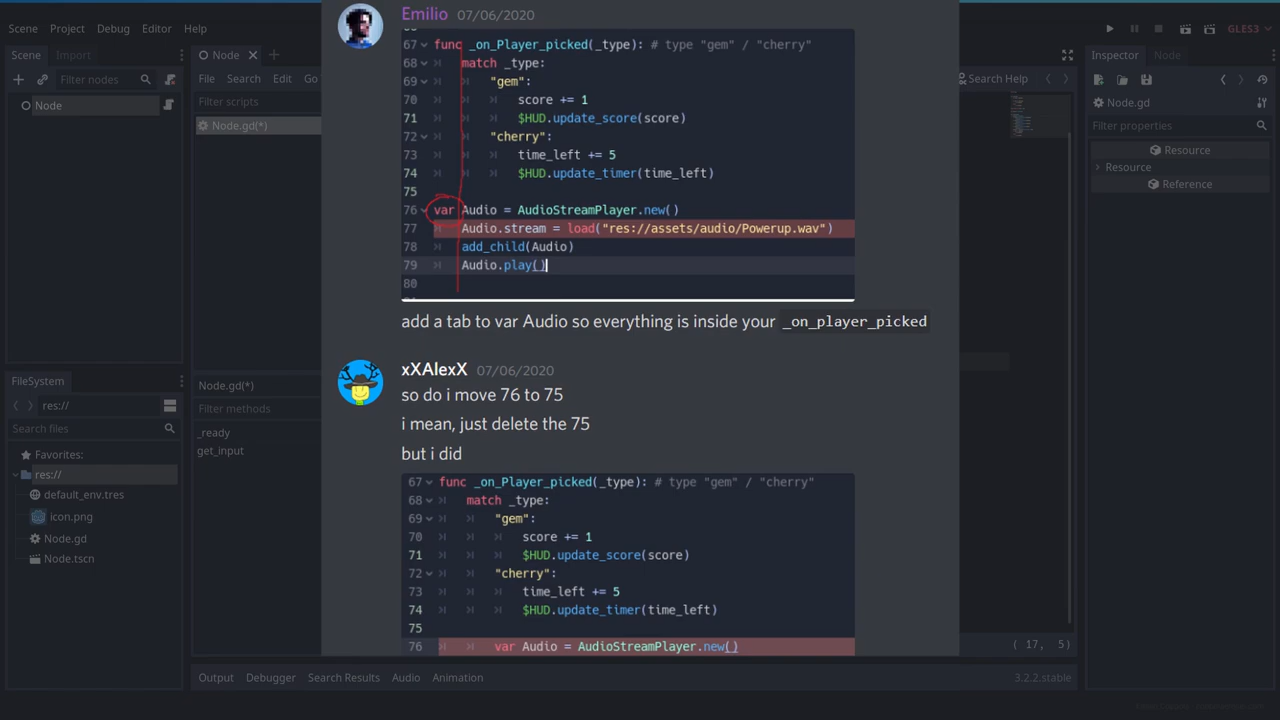 Emilio 07/06/2020
Scene Project Debug Editor Help
GLES3
67 func _on_Player_picked(_type): # type "gem" / "cherry"
68 match _type:
69 "gem":
70 score += 1
71 $HUD.update_score(score)
72 "cherry":
73 time_left += 5
74 $HUD.update_timer(time_left)
75
76 var Audio = AudioStreamPlayer.new()
77 Audio.stream = load("res://assets/audio/Powerup.wav")
78 add_child(Audio)
79 Audio.play()
80
add a tab to var Audio so everything is inside your _on_player_picked
xXAlexX 07/06/2020
so do i move 76 to 75
i mean, just delete the 75
but i did
67 func _on_Player_picked(_type): # type "gem" / "cherry"
68 match _type:
69 "gem":
70 score += 1
71 $HUD.update_score(score)
72 "cherry":
73 time_left += 5
74 $HUD.update_timer(time_left)
75
76 var Audio = AudioStreamPlayer.new()
Scene Import
Filter nodes
Node
FileSystem
res://
Search files
Favorites:
res://
default_env.tres
icon.png
Node.gd
Node.tscn
Node
File Search Edit Go
Filter scripts
Node.gd(*)
Node.gd(*)
Filter methods
_ready
get_input
Search Help
( 17, 5)
Output Debugger Search Results Audio Animation
3.2.2.stable
Inspector Node
Node.gd
Filter properties
Resource
Resource
Reference